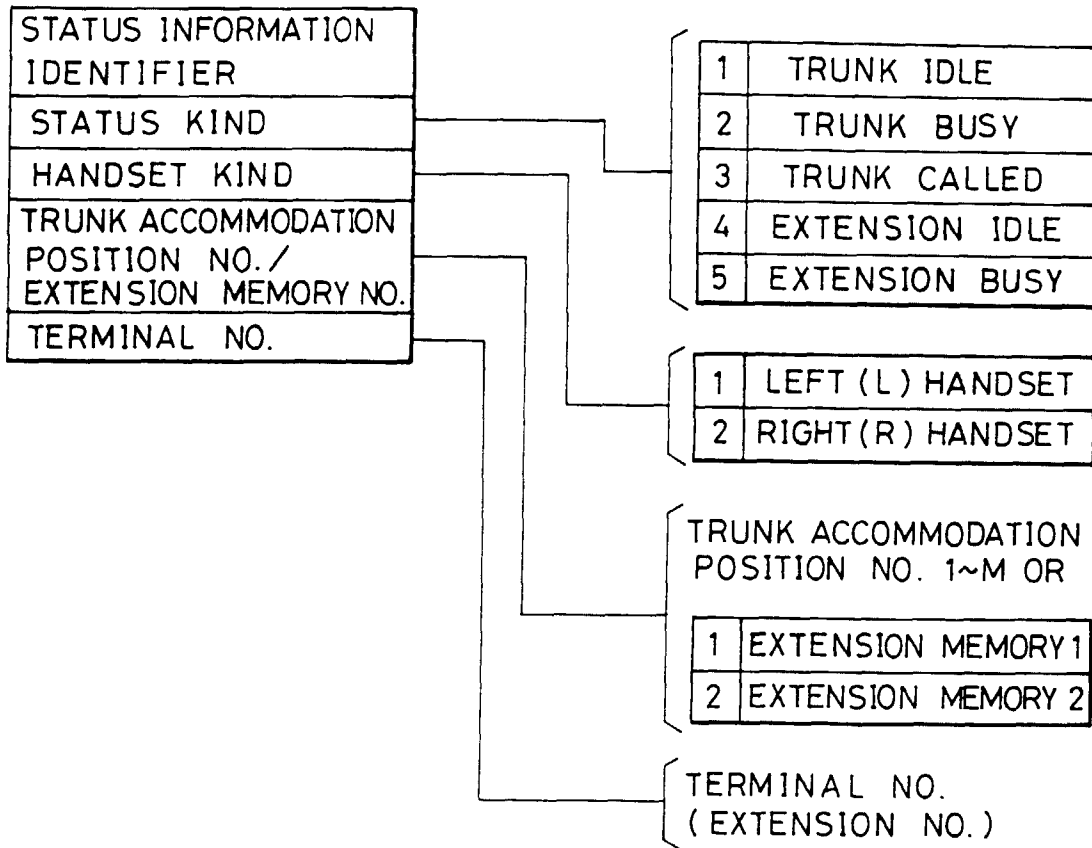 STATUS INFORMATION
IDENTIFIER
STATUS KIND
HANDSET KIND
TRUNK ACCOMMODATION
POSITION NO./
EXTENSION MEMORY NO.
TERMINAL NO.
1 TRUNK IDLE
2 TRUNK BUSY
3 TRUNK CALLED
4 EXTENSION IDLE
5 EXTENSION BUSY
1 LEFT (L) HANDSET
2 RIGHT (R) HANDSET
TRUNK ACCOMMODATION
POSITION NO. 1~M OR
1 EXTENSION MEMORY 1
2 EXTENSION MEMORY 2
TERMINAL NO.
(EXTENSION NO.)